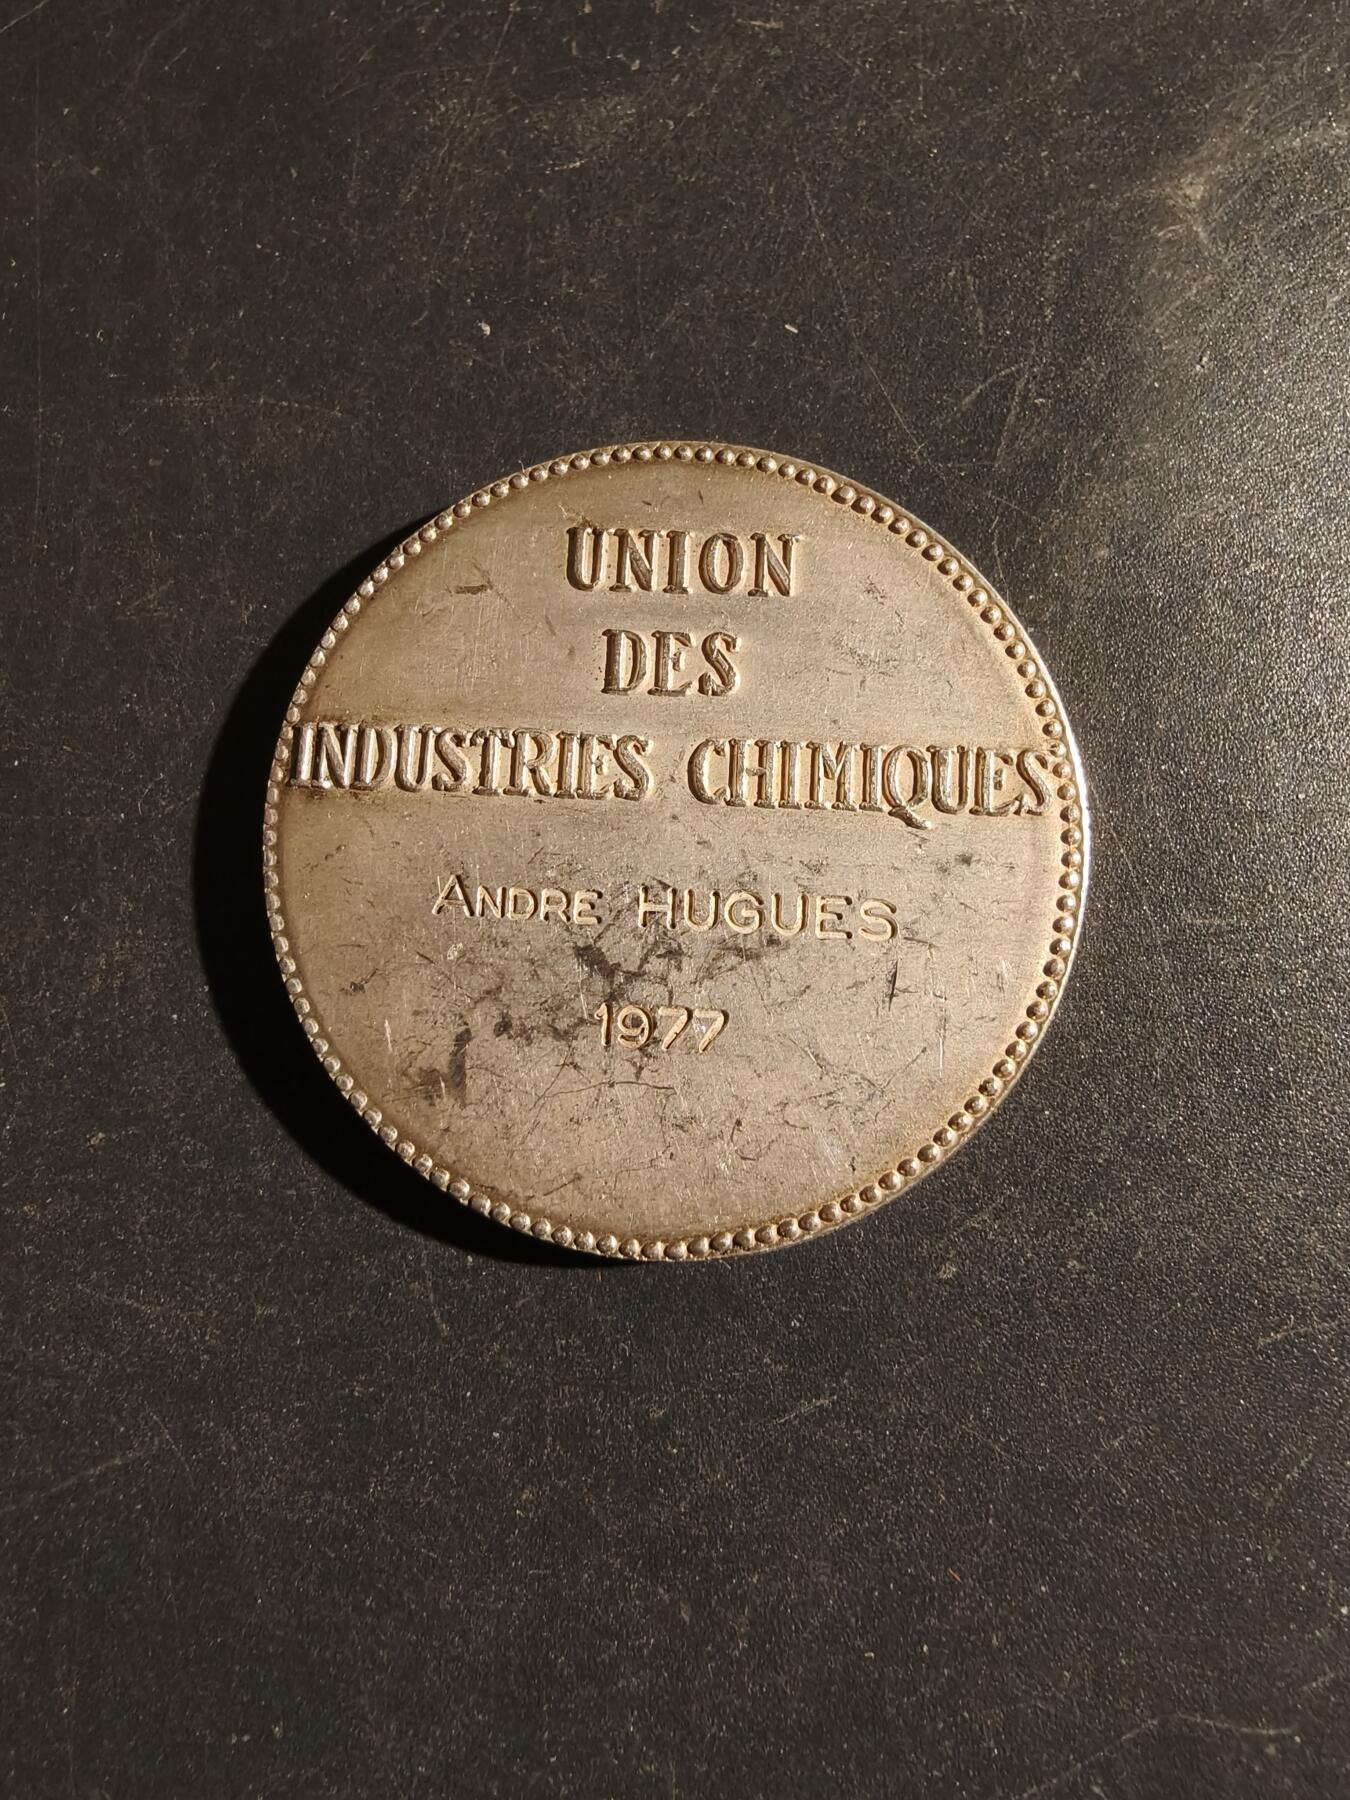 UNION
DES
INDUSTRIES CHIMIQUES
ANDRE HUGUES
1977